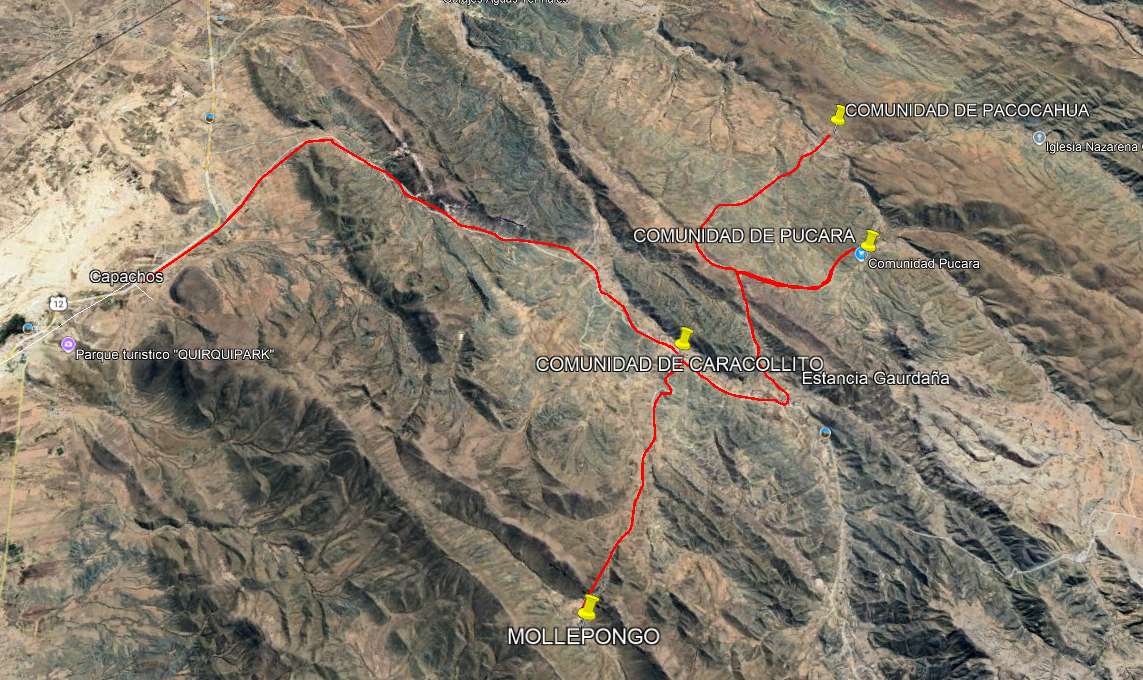 COMUNIDAD DE PACOCAHUA
Iglesia Nazarena
COMUNIDAD DE PUCARA
Comunidad Pucara
Capachos
12
Parque turistico "QUIRQUIPARK"
COMUNIDAD DE CARACOLLITO
Estancia Gaurdaña
MOLLEPONGO